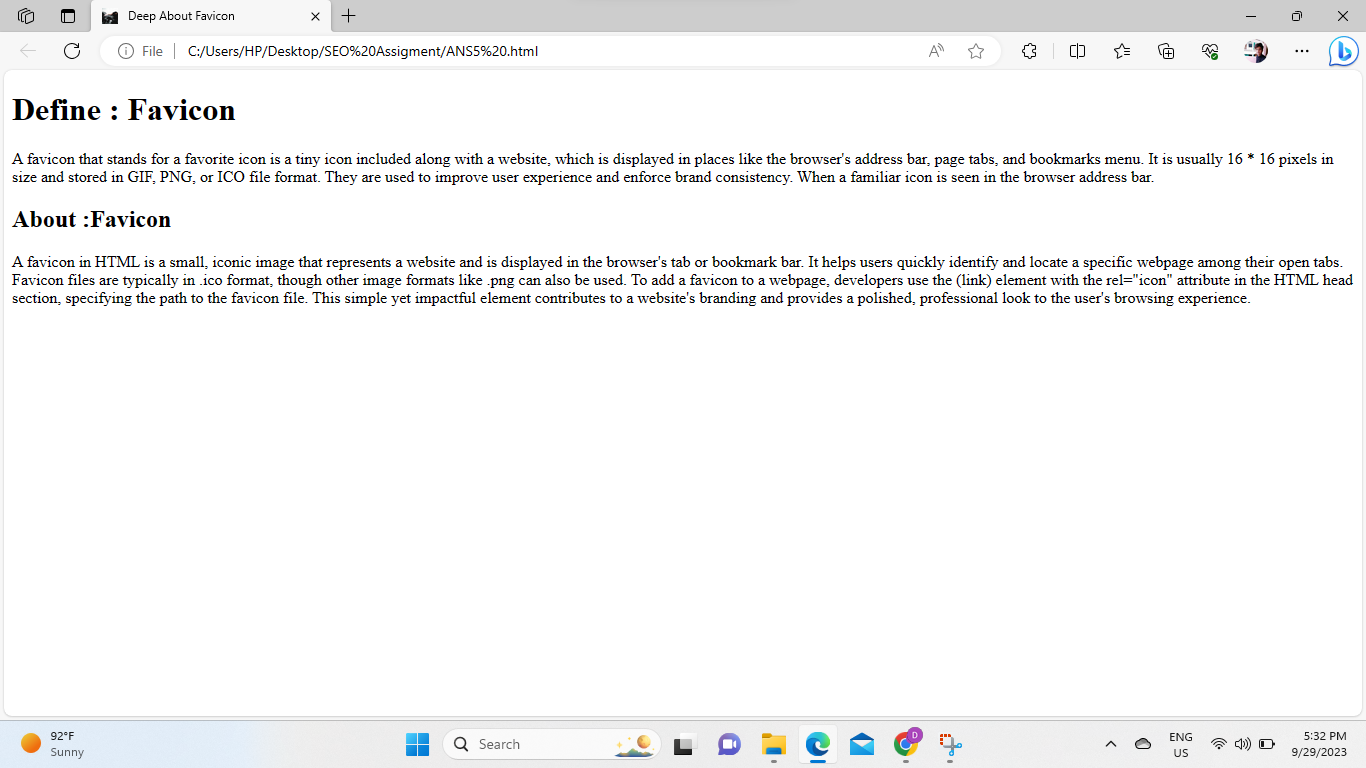 Deep About Favicon
File
C:/Users/HP/Desktop/SEO%20Assigment/ANS5%20.html
Define : Favicon
A favicon that stands for a favorite icon is a tiny icon included along with a website, which is displayed in places like the browser's address bar, page tabs, and bookmarks menu. It is usually 16 * 16 pixels in
size and stored in GIF, PNG, or ICO file format. They are used to improve user experience and enforce brand consistency. When a familiar icon is seen in the browser address bar.
About :Favicon
A favicon in HTML is a small, iconic image that represents a website and is displayed in the browser's tab or bookmark bar. It helps users quickly identify and locate a specific webpage among their open tabs.
Favicon files are typically in .ico format, though other image formats like .png can also be used. To add a favicon to a webpage, developers use the (link) element with the rel="icon" attribute in the HTML head
section, specifying the path to the favicon file. This simple yet impactful element contributes to a website's branding and provides a polished, professional look to the user's browsing experience.
92°F
Sunny
Search
D
ENG
US
5:32 PM
9/29/2023